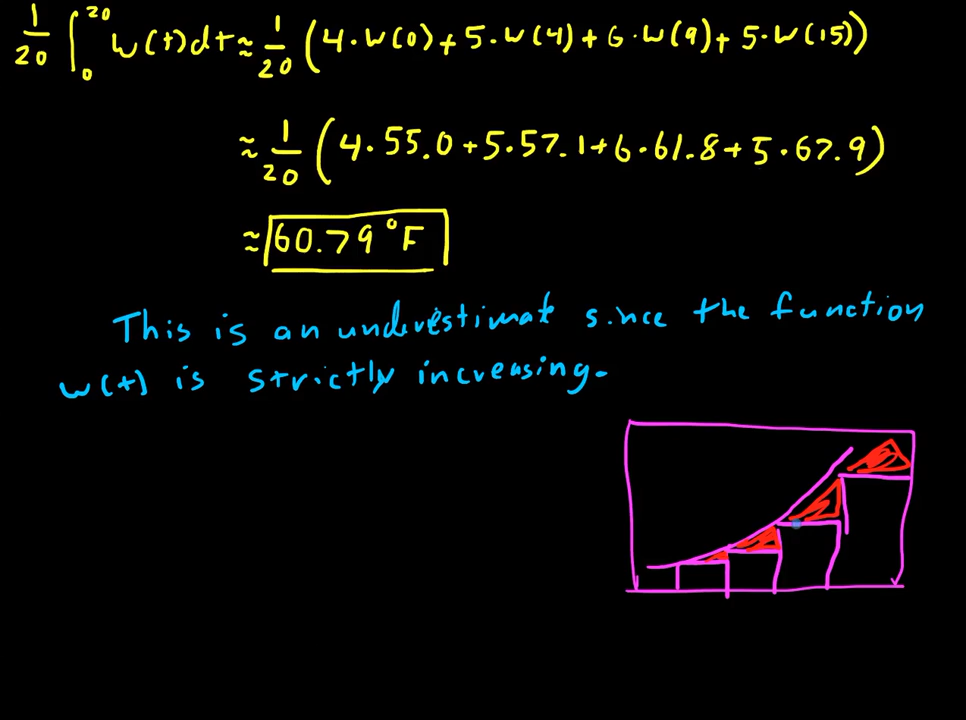 1/20 ∫₀²⁰ W(t)dt ≈ 1/20 (4·W(0) + 5·W(4) + 6·W(9) + 5·W(15))
≈ 1/20 (4·55.0 + 5·57.1 + 6·61.8 + 5·67.9)
≈ 60.79°F
This is an underestimate since the function
W(t) is strictly increasing.